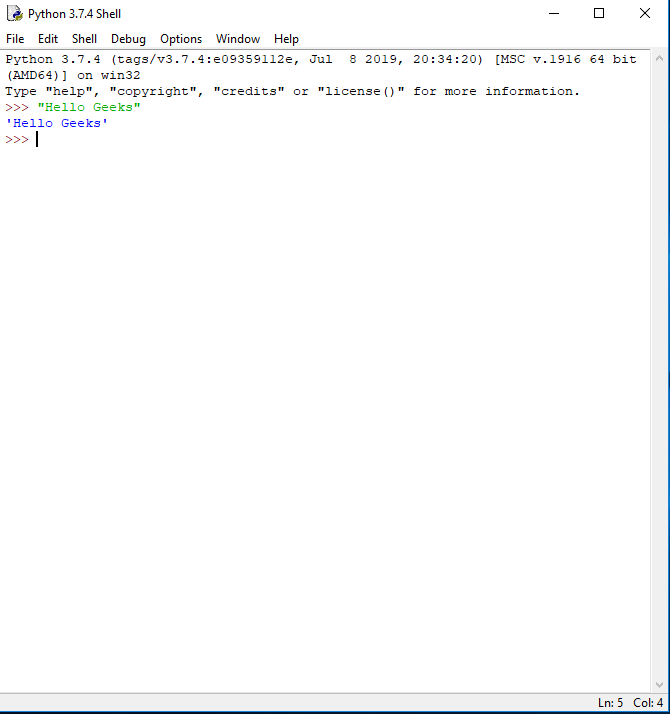 Python 3.7.4 Shell
File Edit Shell Debug Options Window Help
Python 3.7.4 (tags/v3.7.4:e09359112e, Jul  8 2019, 20:34:20) [MSC v.1916 64 bit
(AMD64)] on win32
Type "help", "copyright", "credits" or "license()" for more information.
>>> "Hello Geeks"
'Hello Geeks'
>>>
Ln: 5 Col: 4